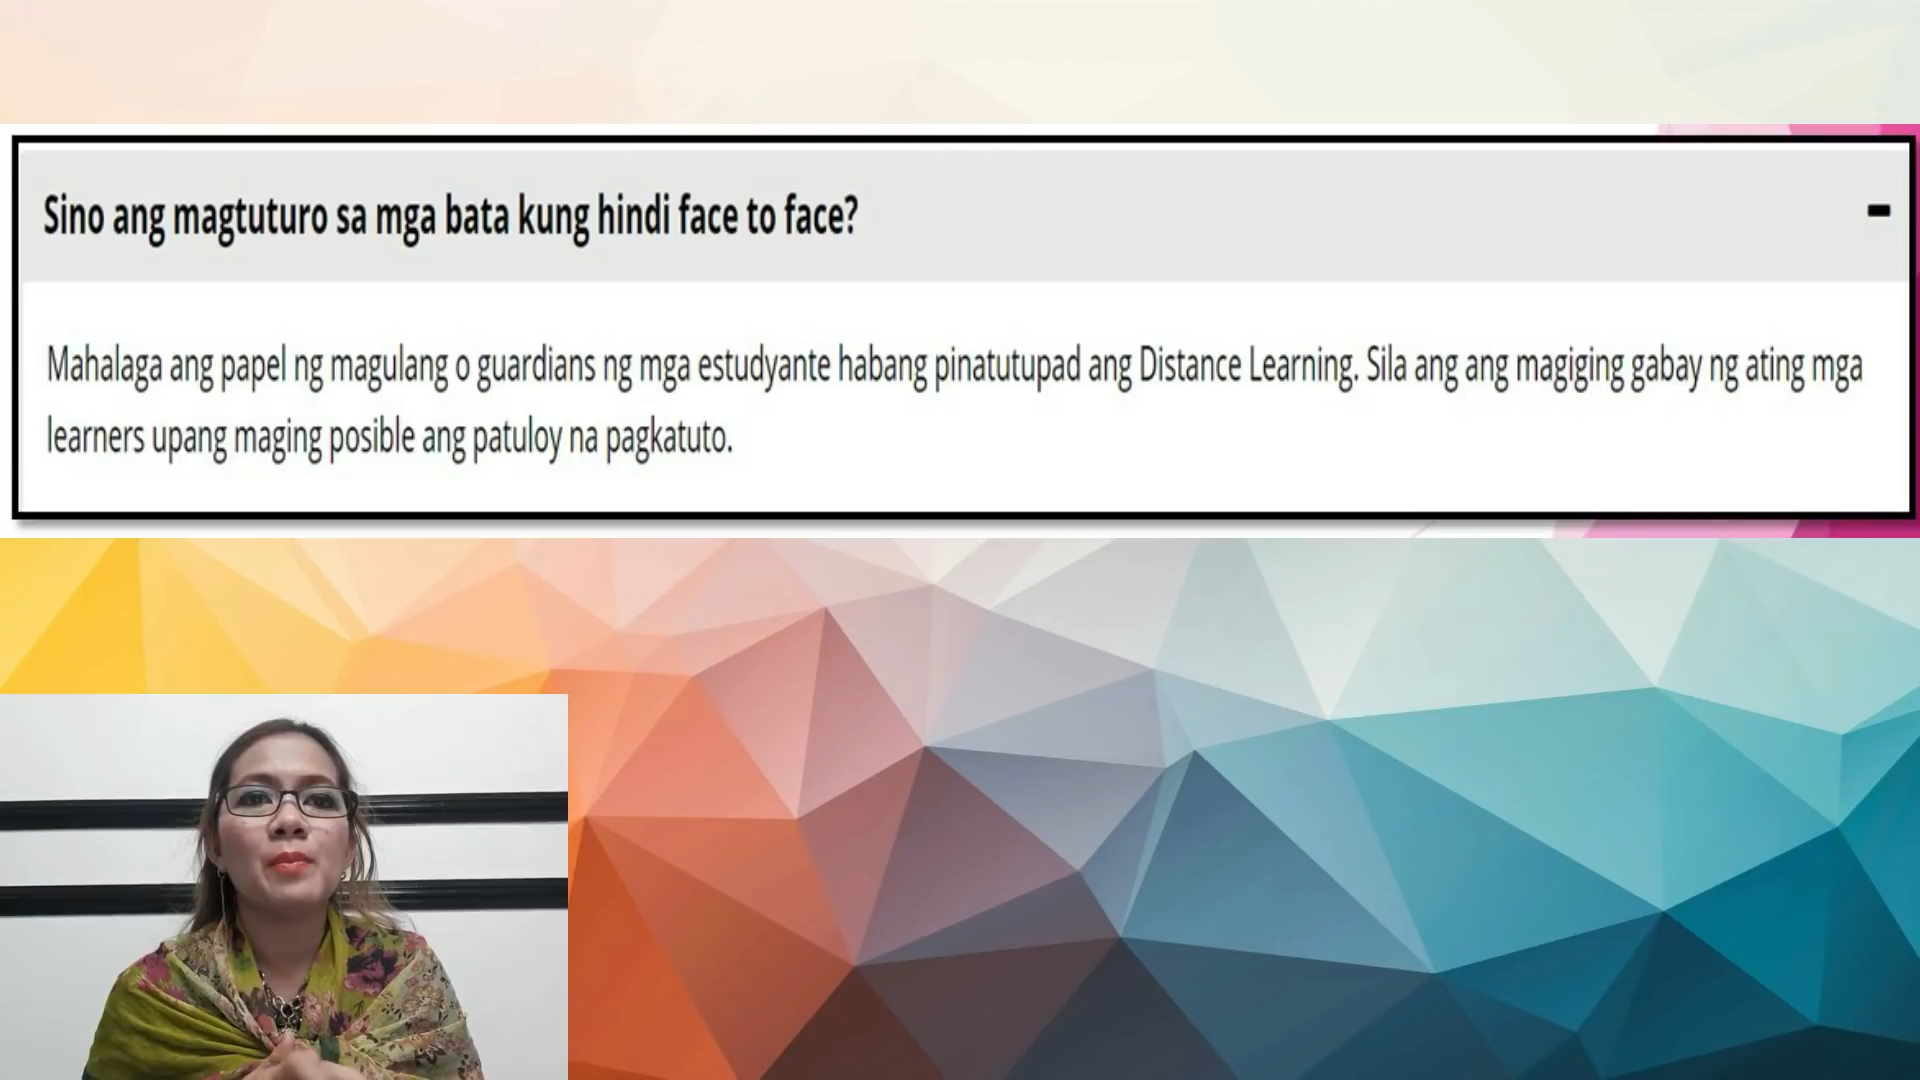 Sino ang magtuturo sa mga bata kung hindi face to face?
Mahalaga ang papel ng magulang o guardians ng mga estudyante habang pinatutupad ang Distance Learning. Sila ang ang magiging gabay ng ating mga
learners upang maging posible ang patuloy na pagkatuto.